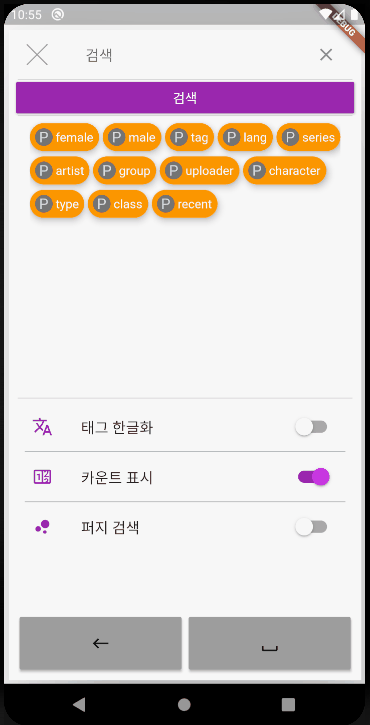 10:55
DEBUG
검색
검색
P female P male P tag P lang P series
P artist P group P uploader P character
P type P class P recent
태그 한글화
카운트 표시
퍼지 검색